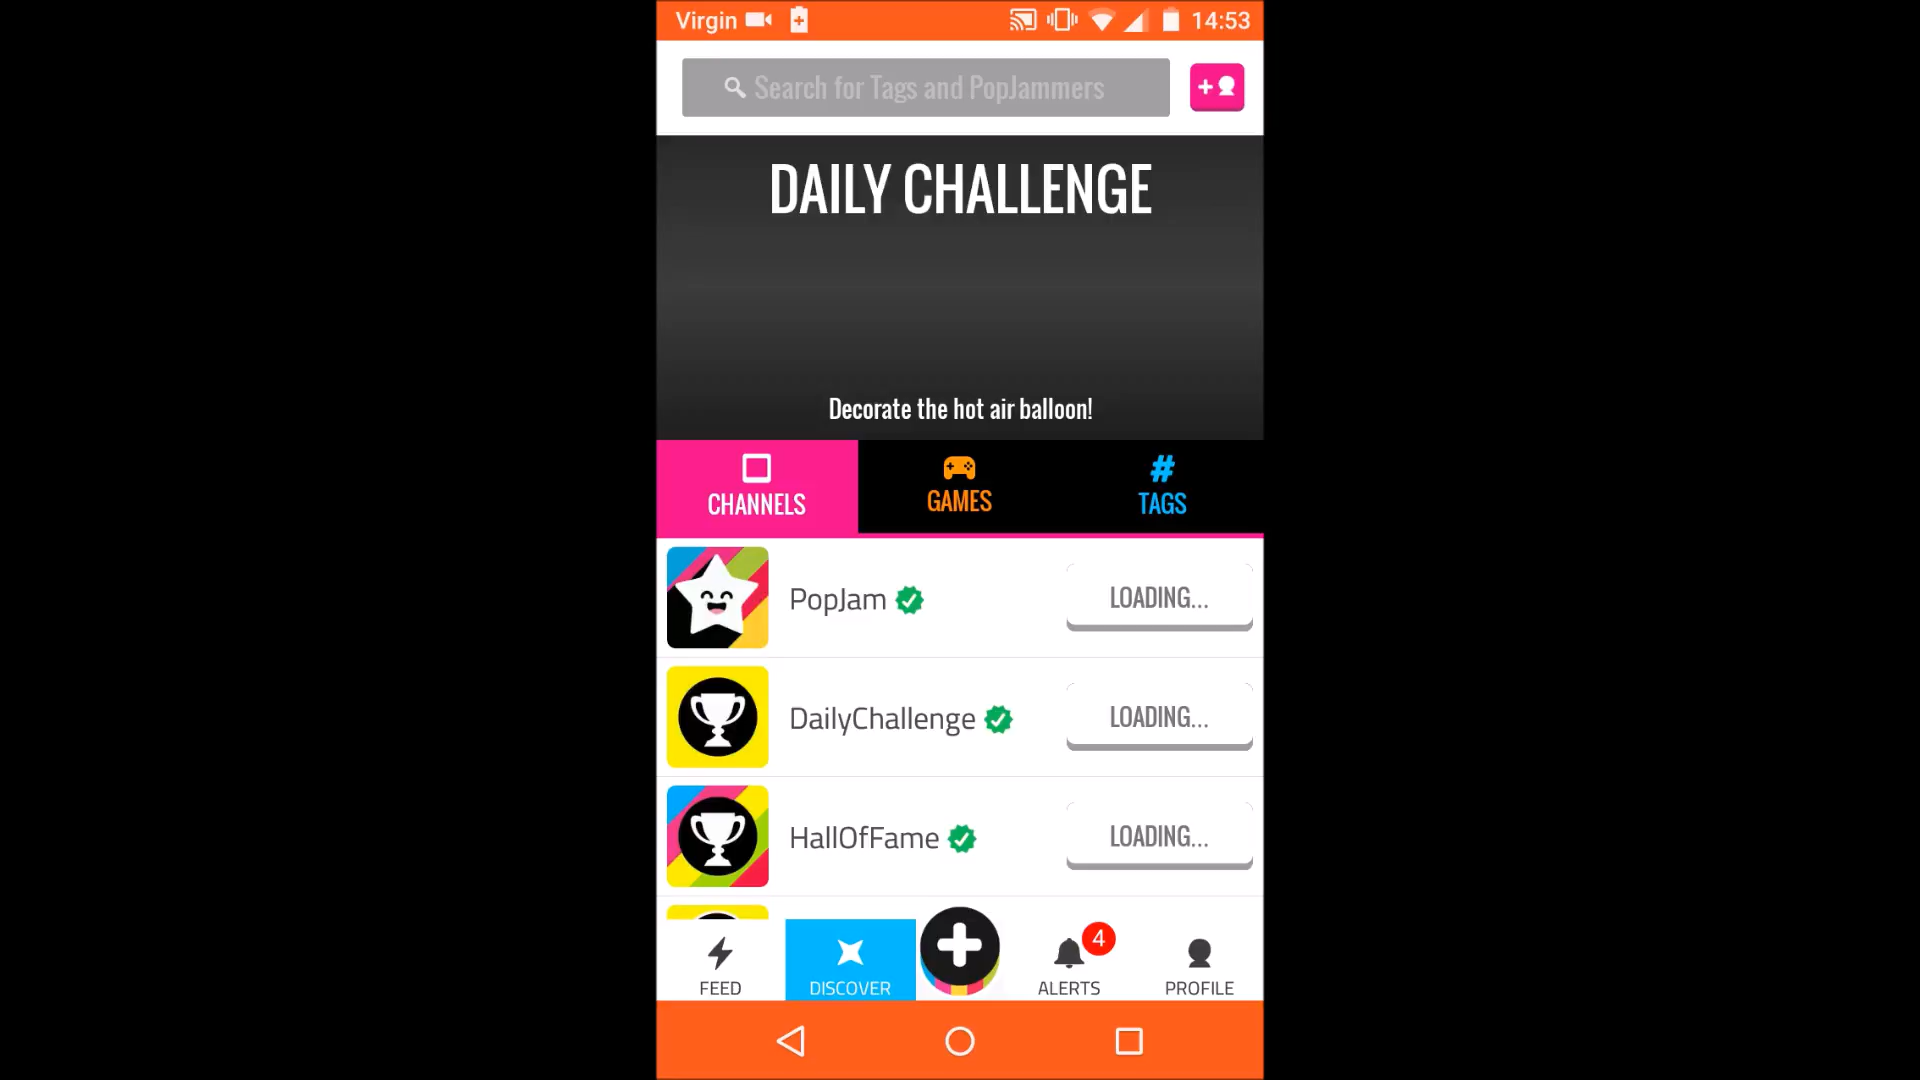 Virgin 14:53
Search for Tags and PopJammers
DAILY CHALLENGE
Decorate the hot air balloon!
CHANNELS GAMES # TAGS
PopJam LOADING...
DailyChallenge LOADING...
HallOfFame LOADING...
FEED DISCOVER ALERTS 4 PROFILE